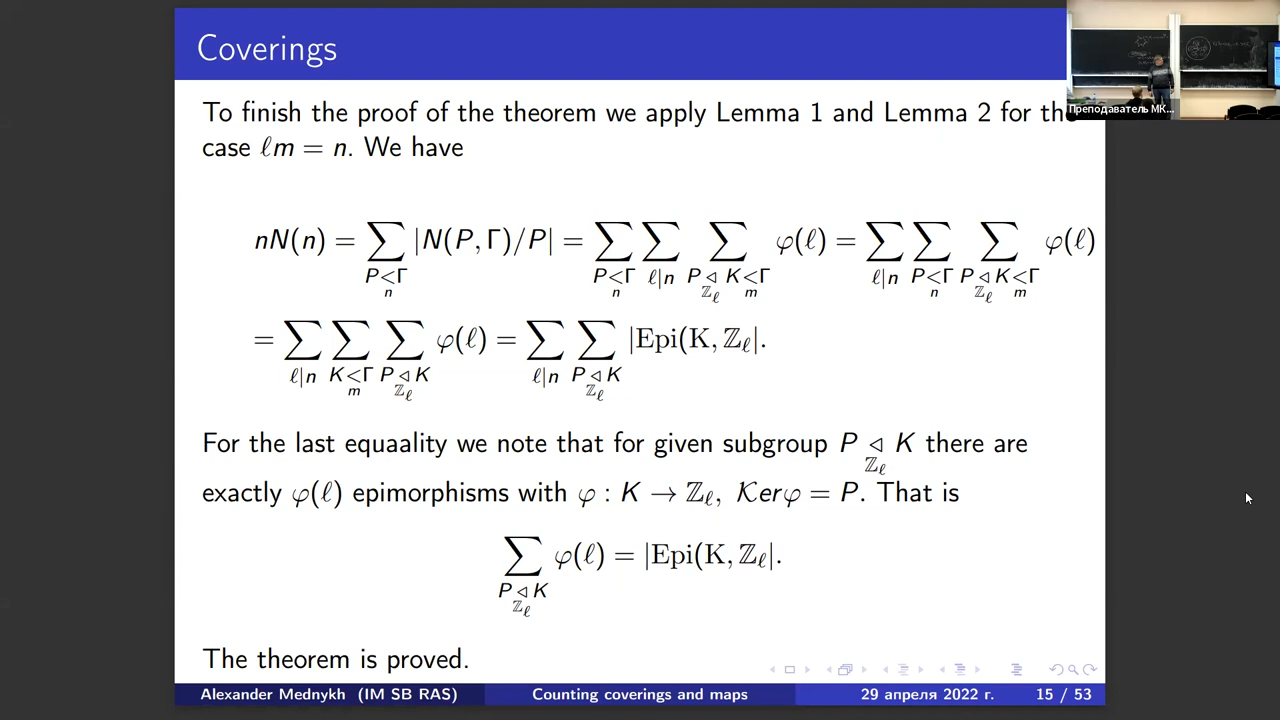 Coverings
Преподаватель МК...
To finish the proof of the theorem we apply Lemma 1 and Lemma 2 for the
case ℓm = n. We have
nN(n) = ∑_{P <_n Γ} |N(P, Γ)/P| = ∑_{P <_n Γ} ∑_{ℓ|n} ∑_{P ◁_{ℤ_ℓ} K <_m Γ} φ(ℓ) = ∑_{ℓ|n} ∑_{P <_n Γ} ∑_{P ◁_{ℤ_ℓ} K <_m Γ} φ(ℓ)
= ∑_{ℓ|n} ∑_{K <_m Γ} ∑_{P ◁_{ℤ_ℓ} K} φ(ℓ) = ∑_{ℓ|n} ∑_{P ◁_{ℤ_ℓ} K} |Epi(K, ℤ_ℓ|.
For the last equaality we note that for given subgroup P ◁_{ℤ_ℓ} K there are
exactly φ(ℓ) epimorphisms with φ : K → ℤ_ℓ, 𝒦erφ = P. That is
∑_{P ◁_{ℤ_ℓ} K} φ(ℓ) = |Epi(K, ℤ_ℓ|.
The theorem is proved.
Alexander Mednykh (IM SB RAS) Counting coverings and maps 29 апреля 2022 г. 15 / 53